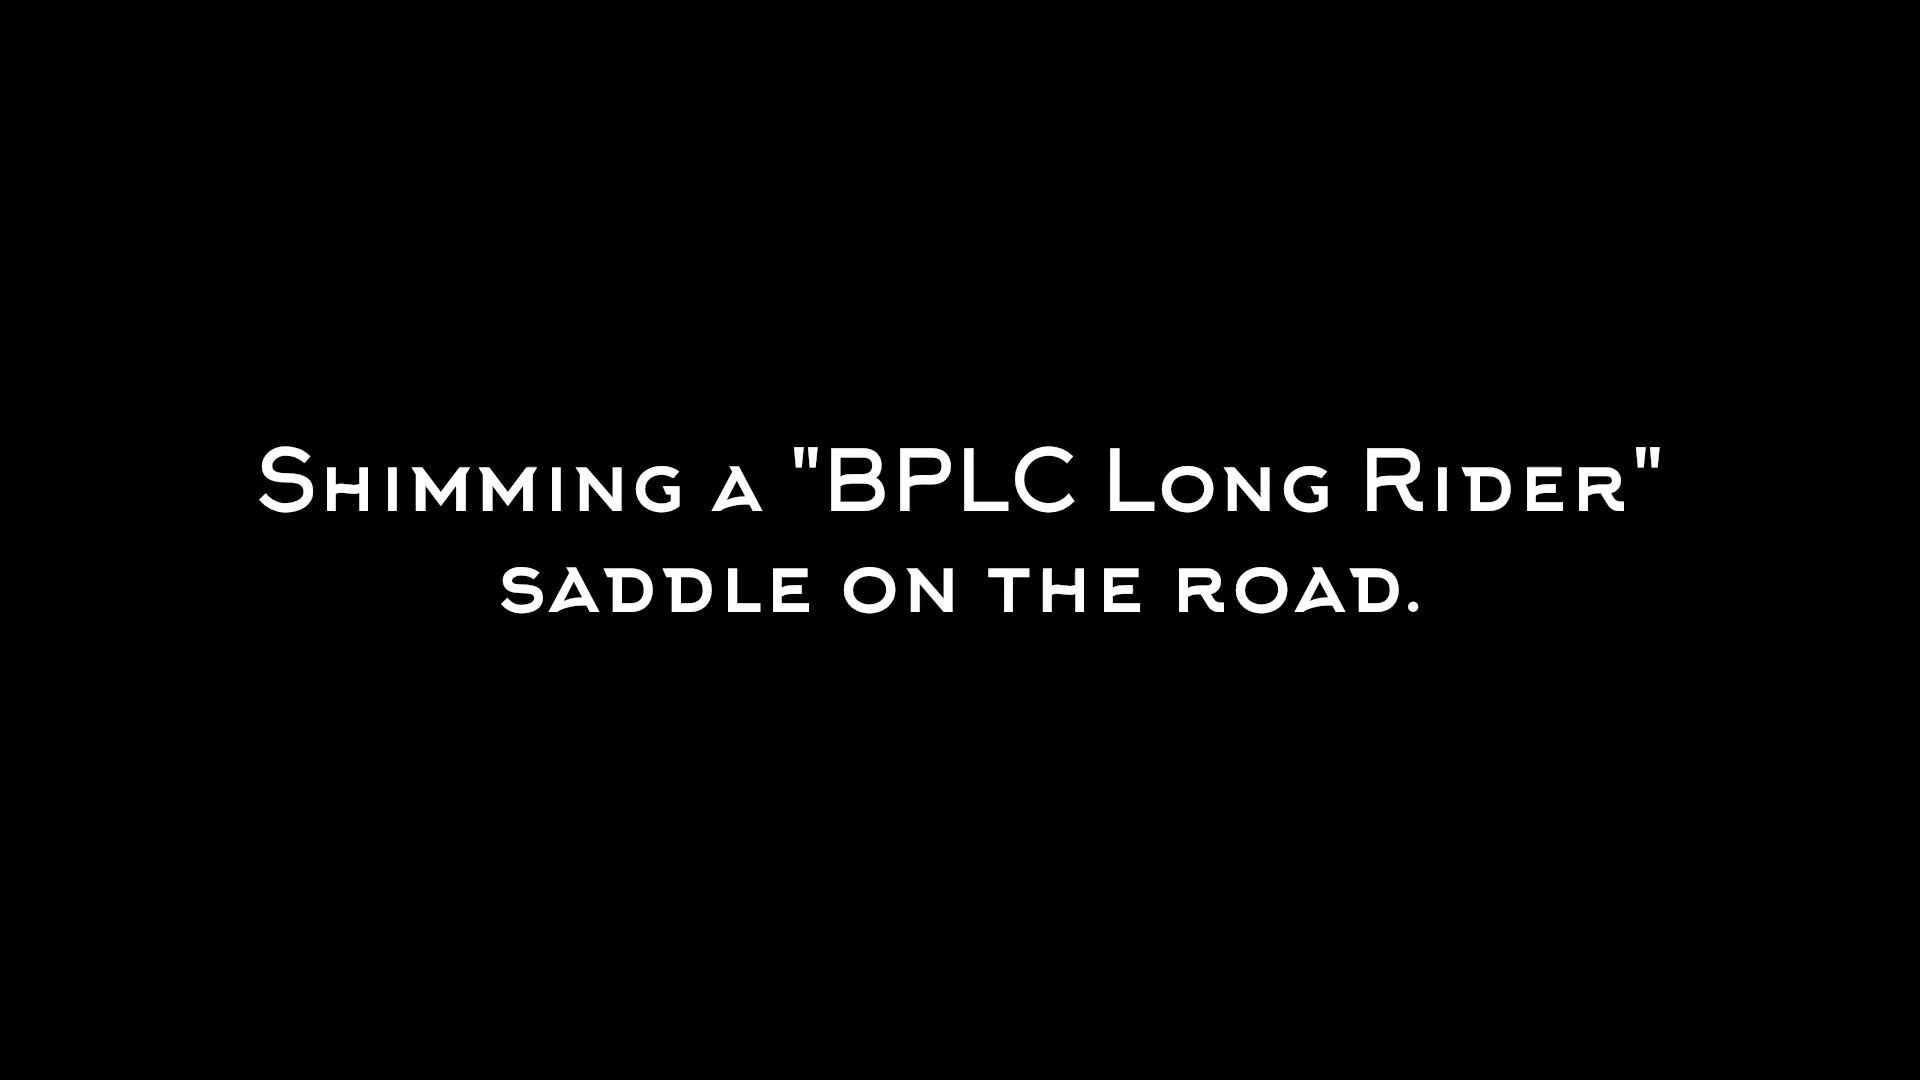 Shimming a "BPLC Long Rider"
saddle on the road.